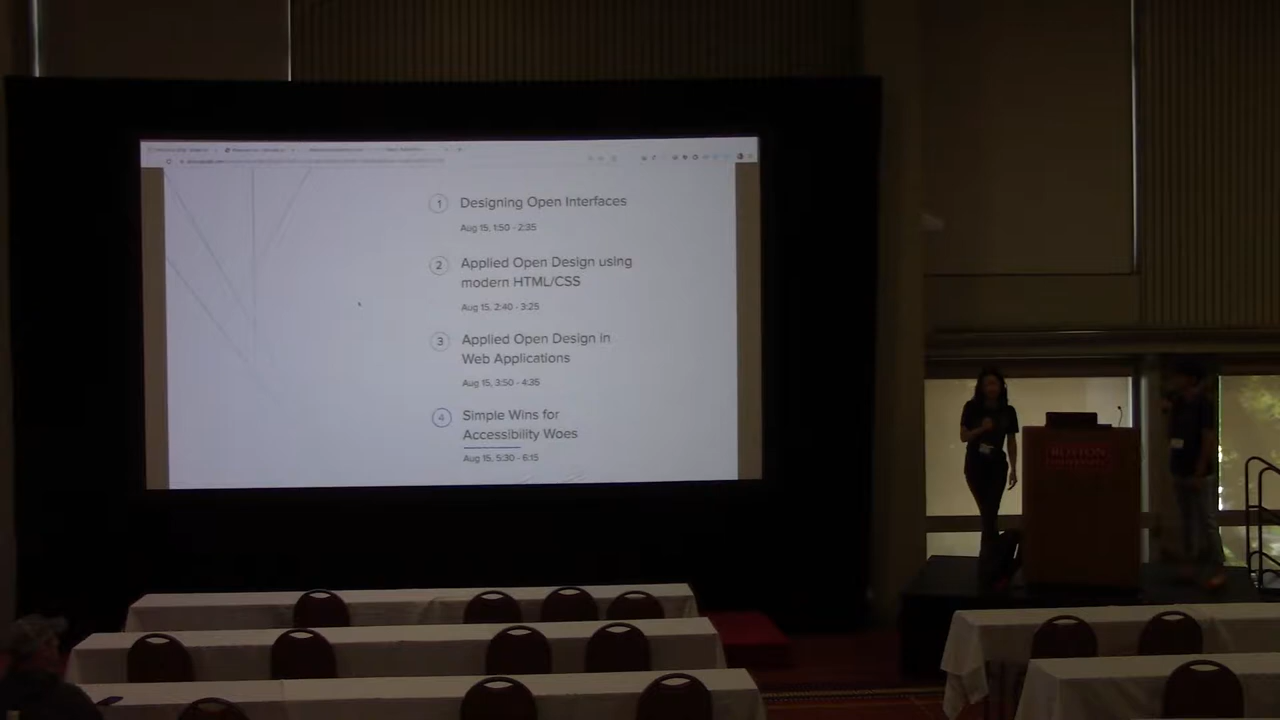 1
Designing Open Interfaces
Aug 15, 1:50 - 2:35
2
Applied Open Design using
modern HTML/CSS
Aug 15, 2:40 - 3:25
3
Applied Open Design in
Web Applications
Aug 15, 3:50 - 4:35
4
Simple Wins for
Accessibility Woes
Aug 15, 5:30 - 6:15
BOSTON